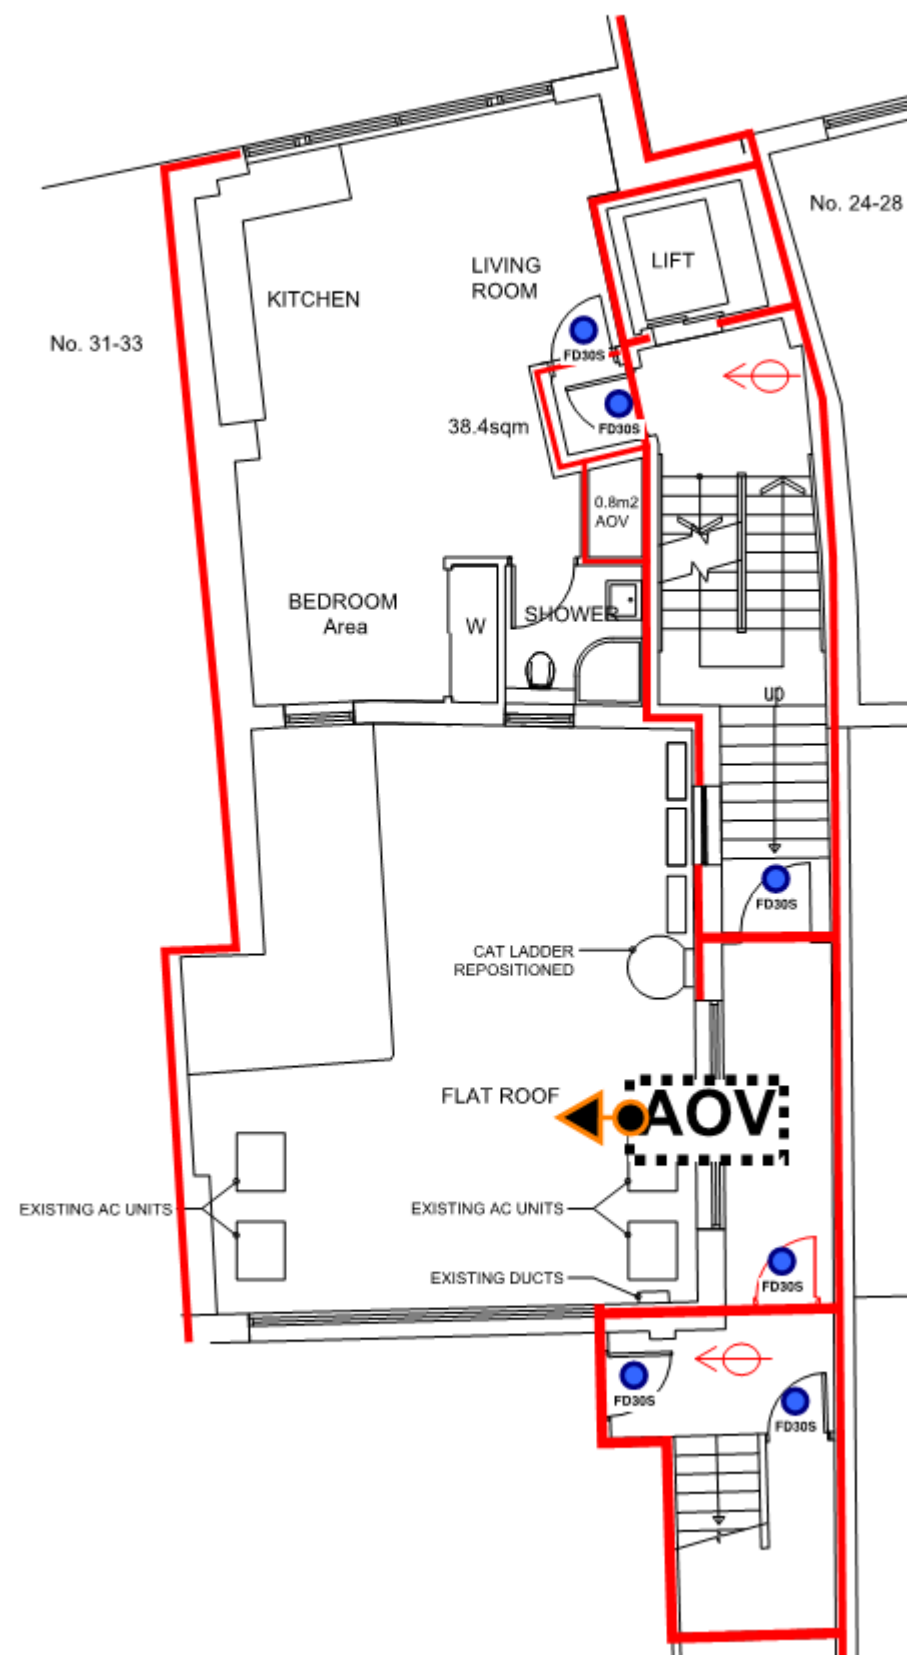 No. 24-28
LIVING
ROOM
LIFT
KITCHEN
No. 31-33
FD30S
38.4sqm
FD30S
0.8m2
AOV
BEDROOM
Area
W
SHOWER
up
FD30S
CAT LADDER
REPOSITIONED
FLAT ROOF
AOV
EXISTING AC UNITS
EXISTING AC UNITS
FD30S
EXISTING DUCTS
FD30S
FD30S